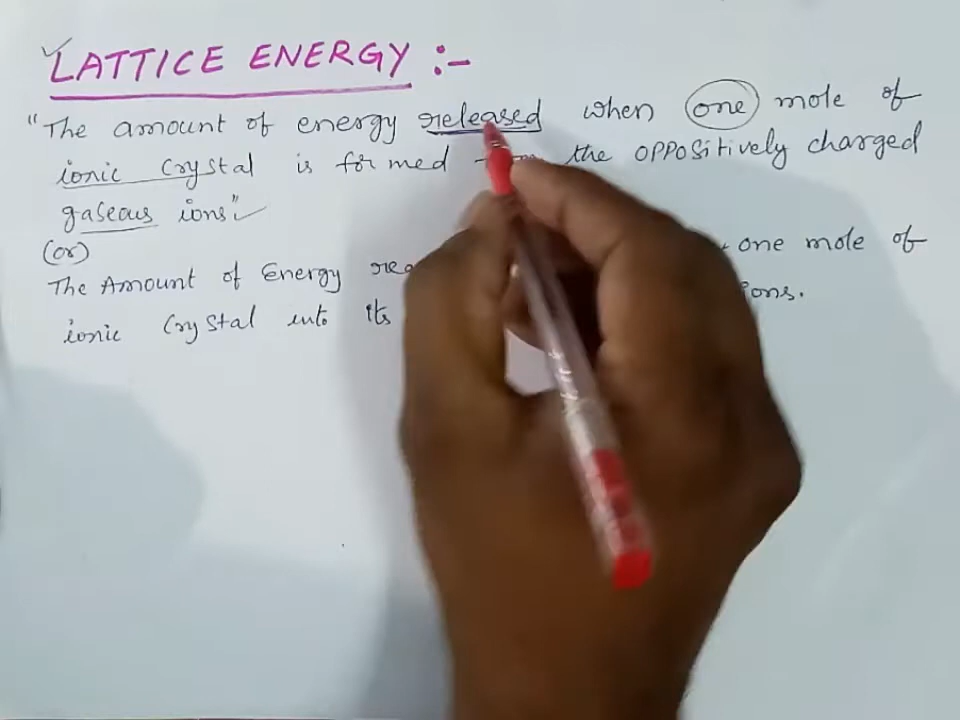 LATTICE ENERGY :-
"The amount of energy released when one mole of
ionic crystal is formed the oppositively charged
gaseous ions"
(or)
The Amount of Energy one mole of
ionic Crystal into its ions.